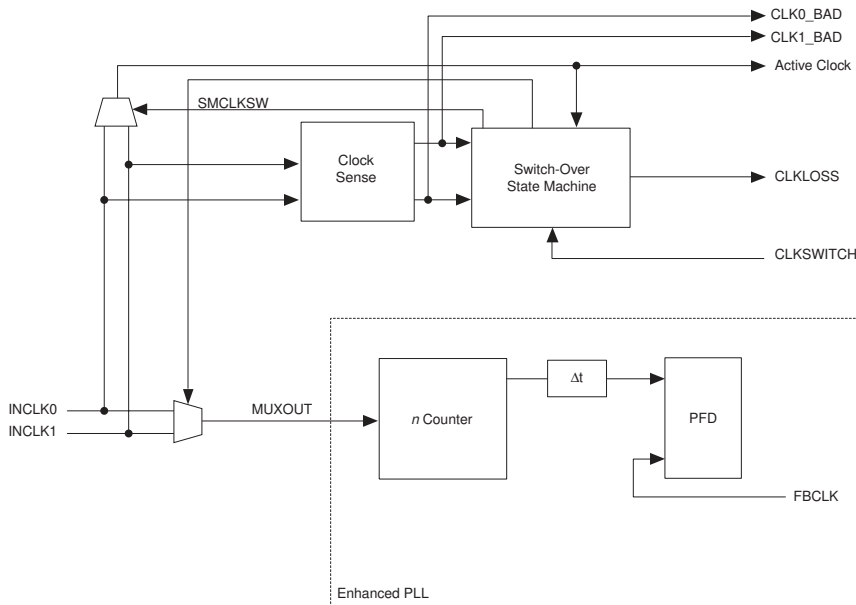 CLK0_BAD
CLK1_BAD
Active Clock
SMCLKSW
Clock
Sense
Switch-Over
State Machine
CLKLOSS
CLKSWITCH
INCLK0
INCLK1
MUXOUT
n Counter
Δt
PFD
FBCLK
Enhanced PLL